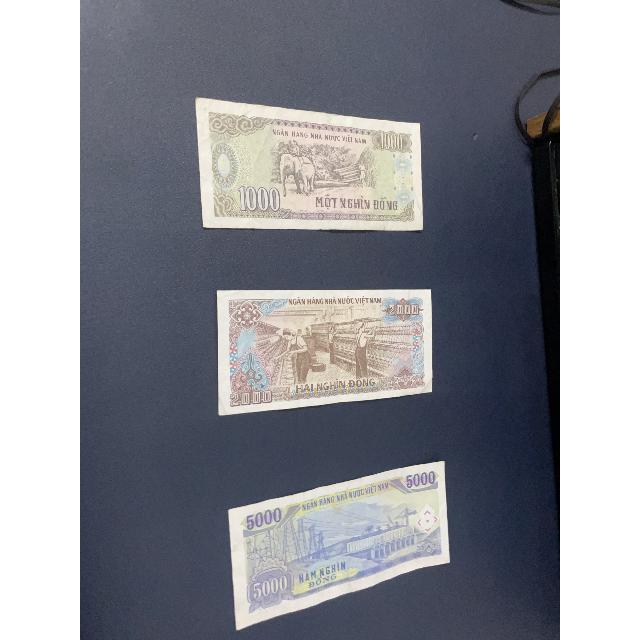 NGÂN HÀNG NHÀ NƯỚC VIỆT NAM
1000
1000
MỘT NGHÌN ĐỒNG
NGÂN HÀNG NHÀ NƯỚC VIỆT NAM
2000
HAI NGHÌN ĐỒNG
2000
NGÂN HÀNG NHÀ NƯỚC VIỆT NAM
5000
5000
NĂM NGHÌN
ĐỒNG
5000